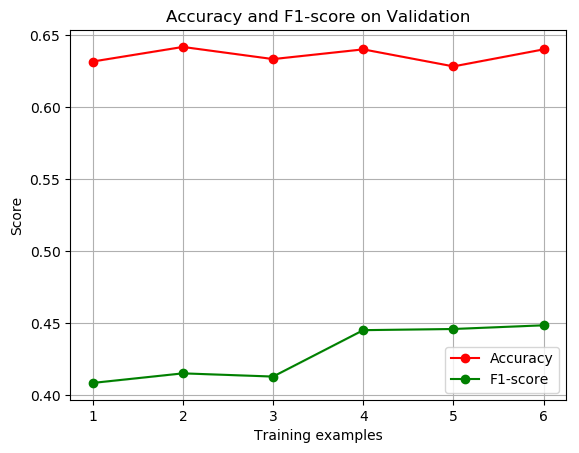 Accuracy and F1-score on Validation
0.65
0.60
0.55
0.50
0.45
0.40
Score
Accuracy
F1-score
1 2 3 4 5 6
Training examples